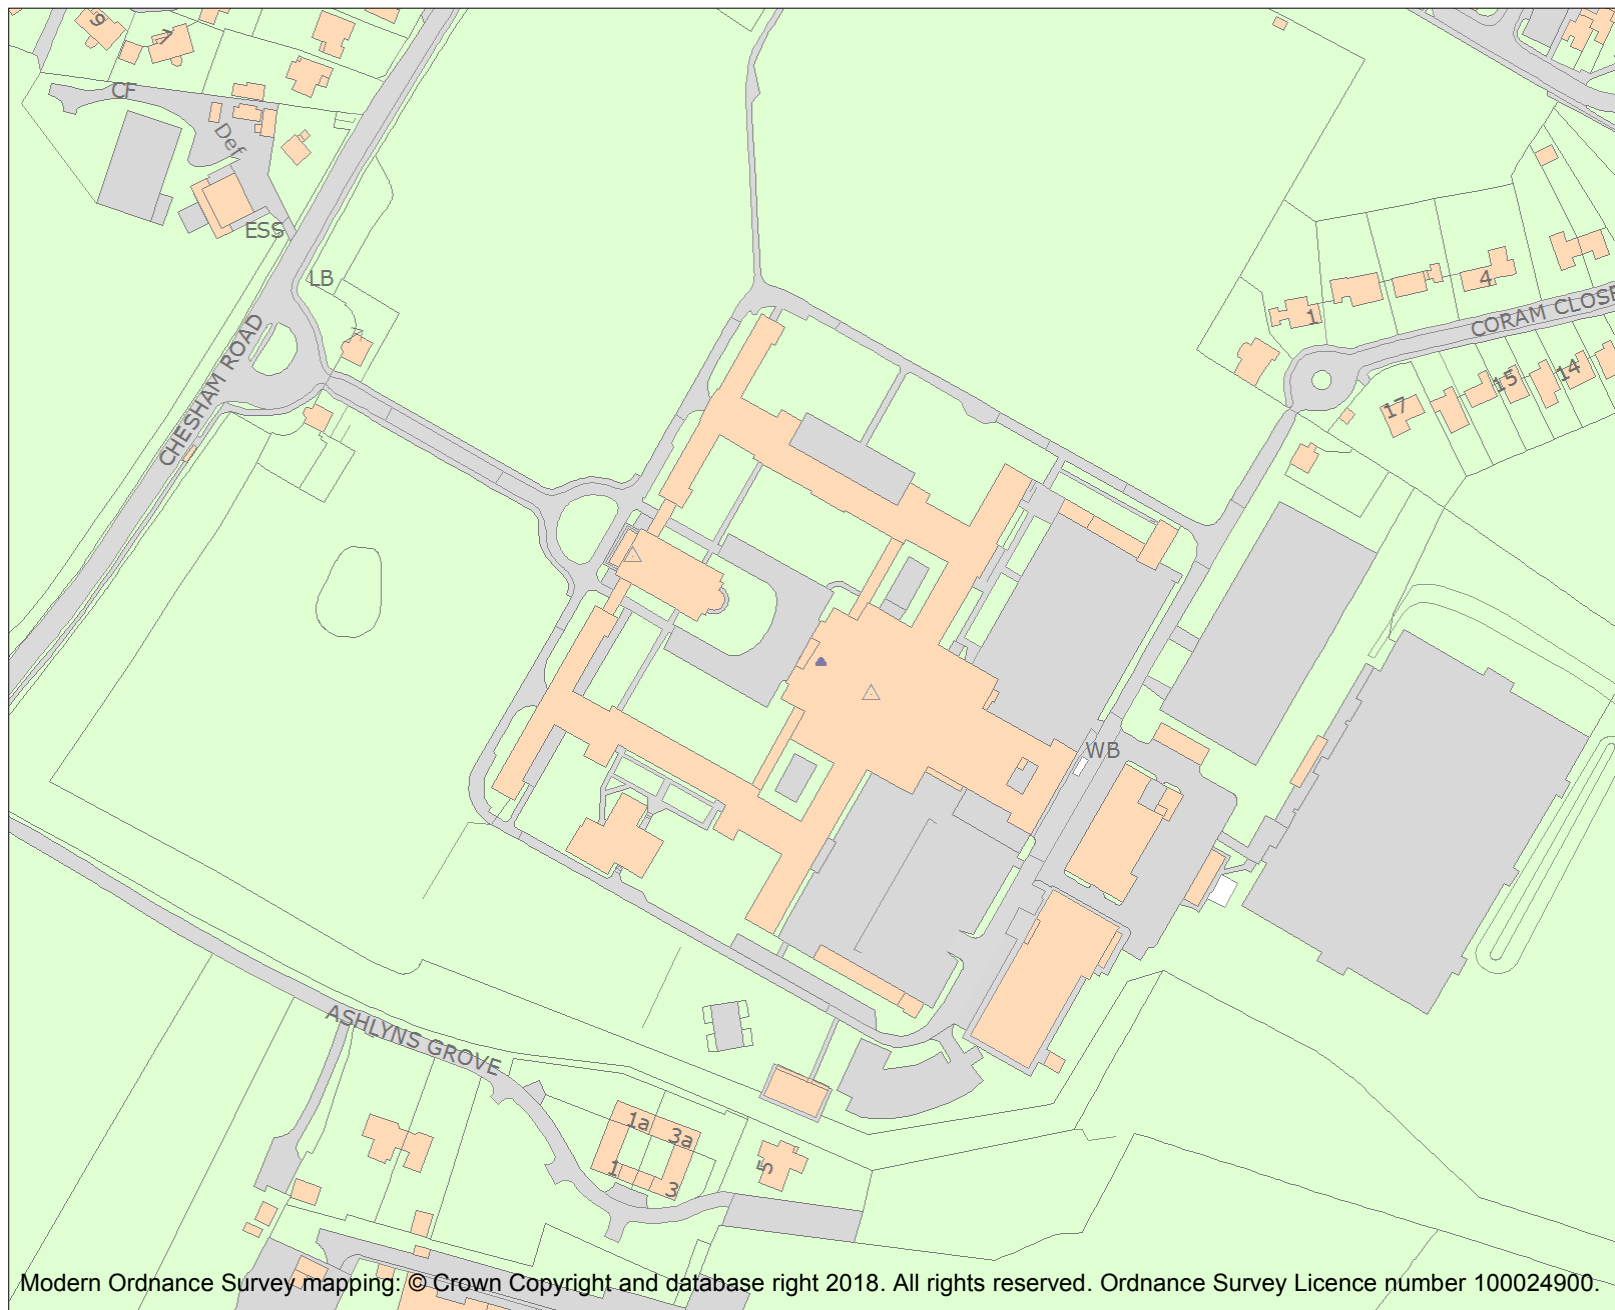 9
7
CF
Def
ESS
LB
7
CHESHAM ROAD
4
1
CORAM CLOSE
15
14
17
WB
ASHLYNS GROVE
1a
3a
1
3
5
Modern Ordnance Survey mapping: © Crown Copyright and database right 2018. All rights reserved. Ordnance Survey Licence number 100024900.